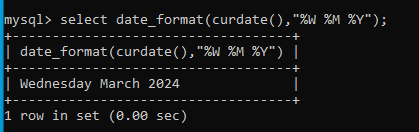 mysql> select date_format(curdate(),"%W %M %Y");
+----------------------------------+
| date_format(curdate(),"%W %M %Y") |
+----------------------------------+
| Wednesday March 2024             |
+----------------------------------+
1 row in set (0.00 sec)